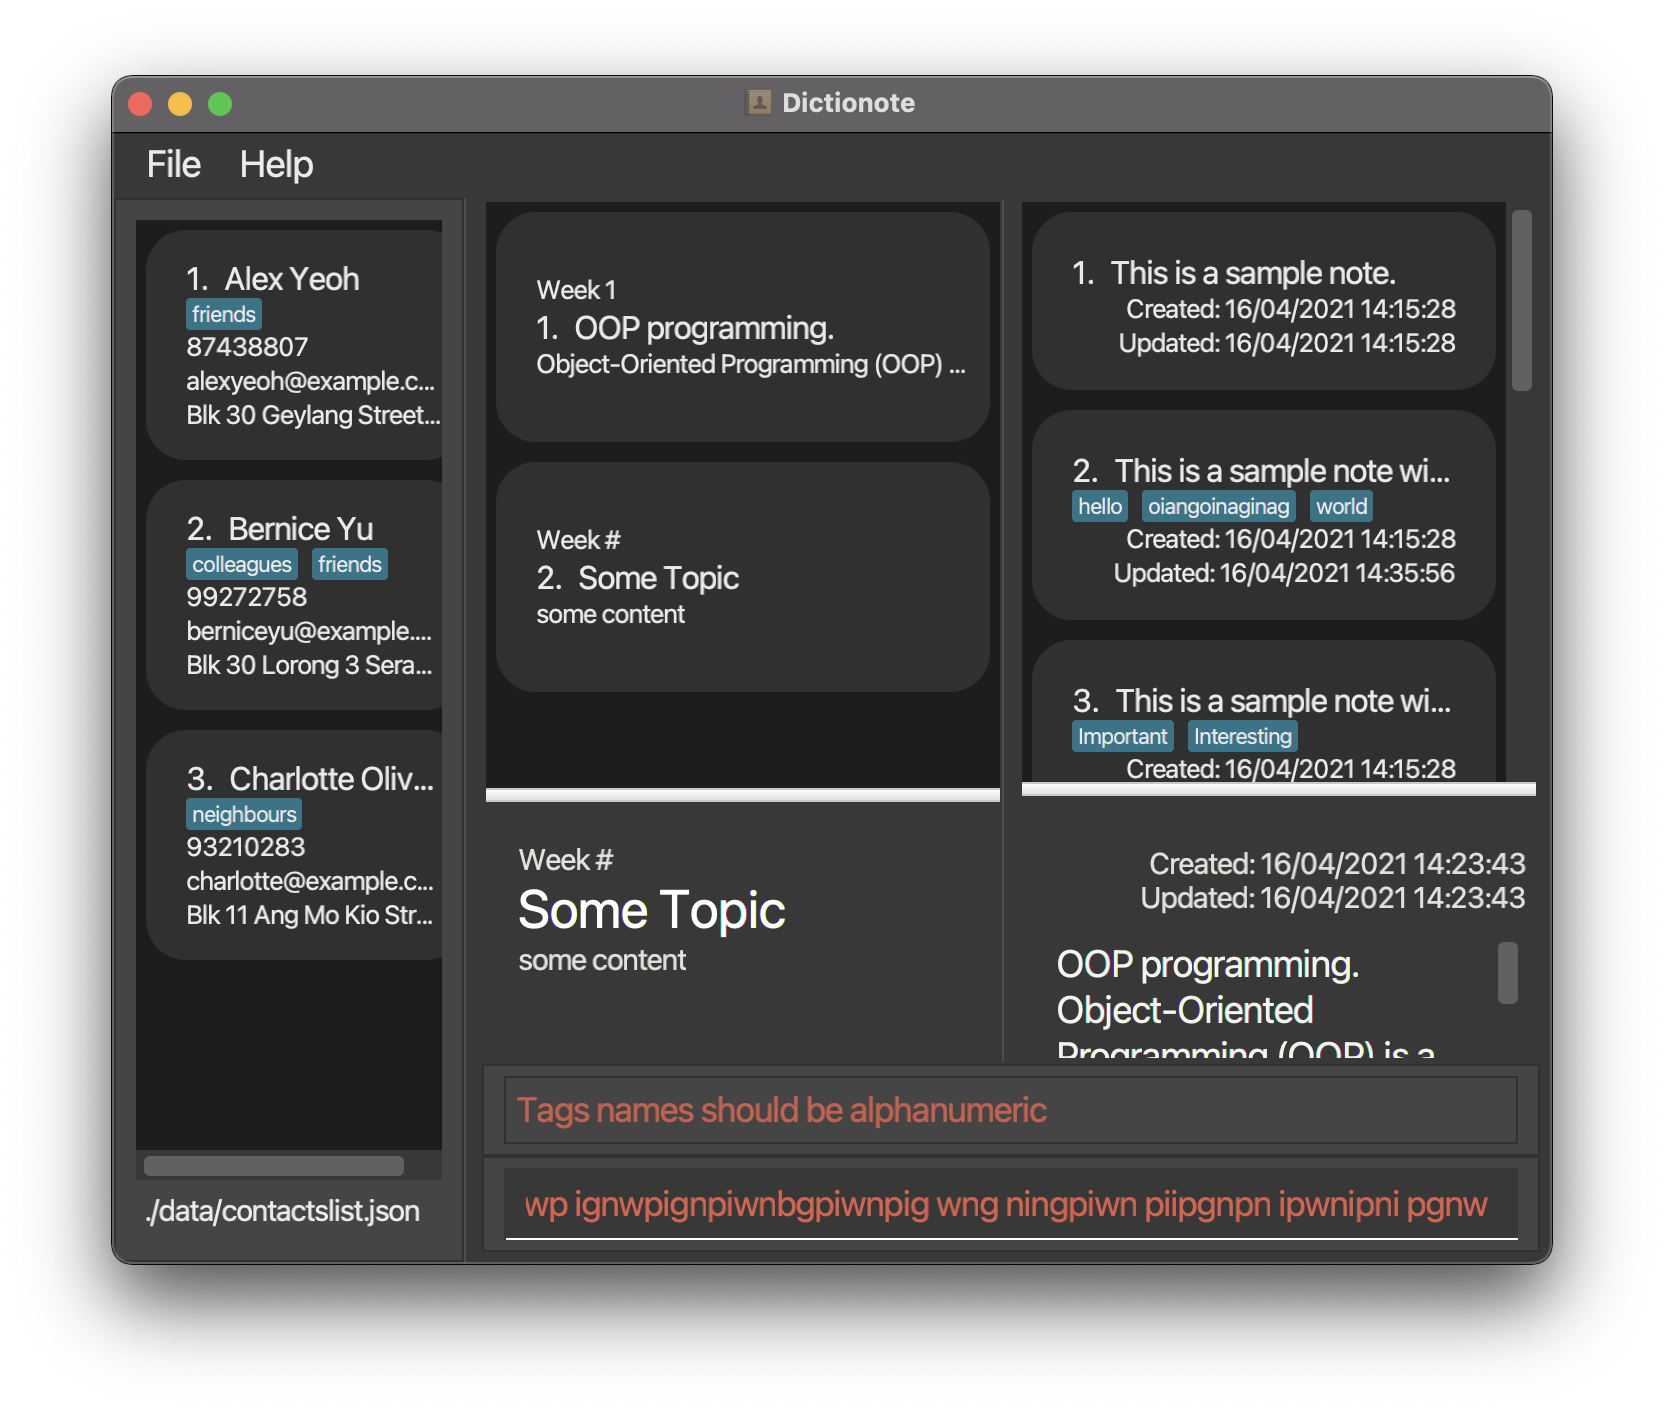 Dictionote
File Help
1. Alex Yeoh
friends
87438807
alexyeoh@example.c...
Blk 30 Geylang Street...
2. Bernice Yu
colleagues friends
99272758
berniceyu@example....
Blk 30 Lorong 3 Sera...
3. Charlotte Oliv...
neighbours
93210283
charlotte@example.c...
Blk 11 Ang Mo Kio Str...
./data/contactslist.json
Week 1
1. OOP programming.
Object-Oriented Programming (OOP) ...
Week #
2. Some Topic
some content
Week #
Some Topic
some content
1. This is a sample note.
Created: 16/04/2021 14:15:28
Updated: 16/04/2021 14:15:28
2. This is a sample note wi...
hello oiangoinaginag world
Created: 16/04/2021 14:15:28
Updated: 16/04/2021 14:35:56
3. This is a sample note wi...
Important Interesting
Created: 16/04/2021 14:15:28
Created: 16/04/2021 14:23:43
Updated: 16/04/2021 14:23:43
OOP programming.
Object-Oriented
Programming (OOP) is a
Tags names should be alphanumeric
wp ignwpignpiwnbgpiwnpig wng ningpiwn piipgnpn ipwnipni pgnw